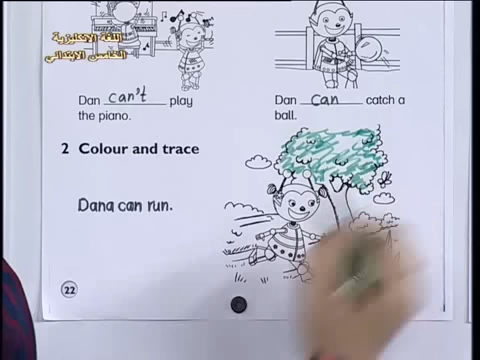 اللغة الانكليزية
الخامس الابتدائي
Dan can't play
the piano.
Dan can catch a
ball.
2 Colour and trace
Dana can run.
22